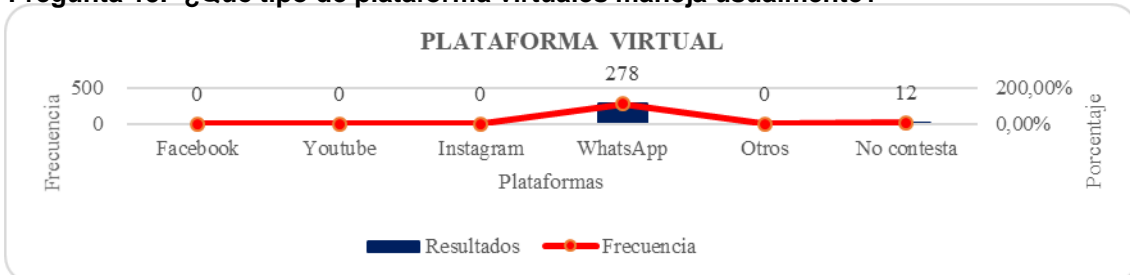 PLATAFORMA VIRTUAL
278
500 0 0 0 0 12 200,00%
0 0,00%
Frecuencia
Porcentaje
Facebook Youtube Instagram WhatsApp Otros No contesta
Plataformas
Resultados Frecuencia